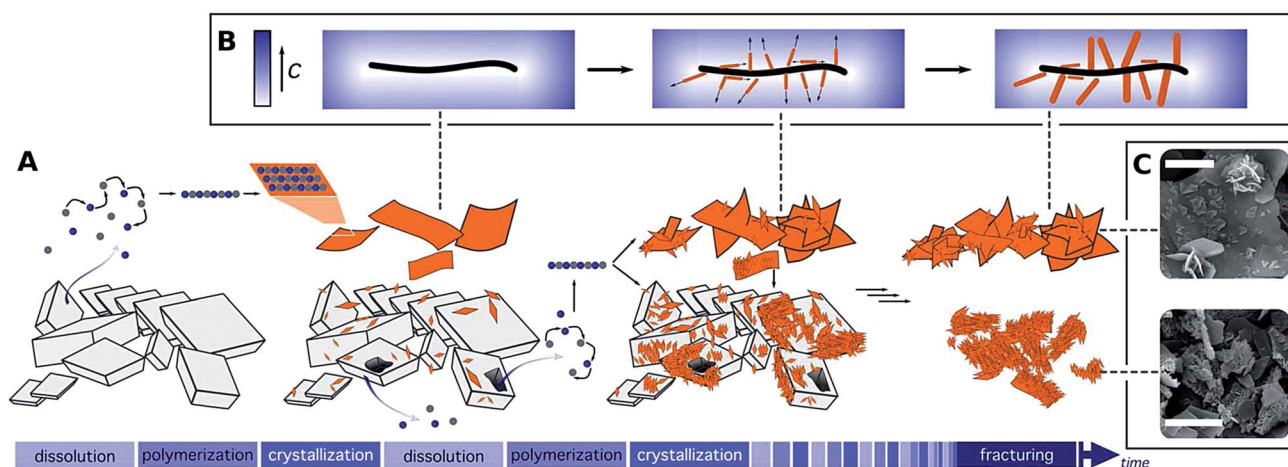 B
C
A
C
dissolution
polymerization
crystallization
dissolution
polymerization
crystallization
fracturing
time